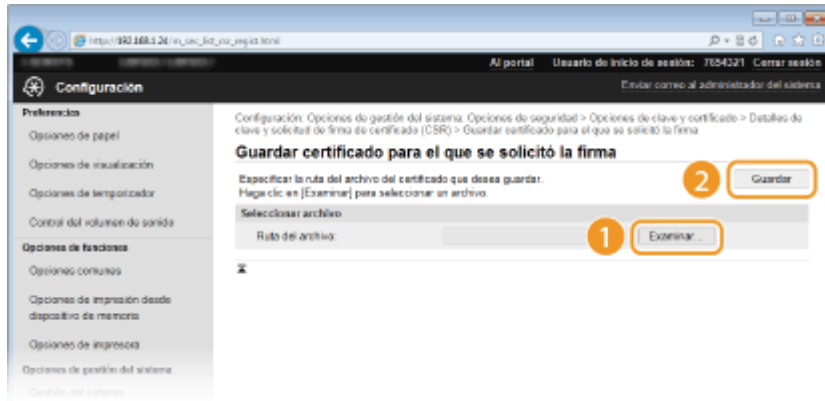 Al portal Usuario de inicio de sesión: 7654321 Cerrar sesión
Configuración
Enviar correo al administrador del sistema
Preferencias
Opciones de papel
Opciones de visualización
Opciones de temporizador
Control del volumen de sonido
Opciones de funciones
Opciones comunes
Opciones de impresión desde
dispositivo de memoria
Opciones de impresora
Opciones de gestión del sistema
Gestión del sistema
Configuración: Opciones de gestión del sistema: Opciones de seguridad > Opciones de clave y certificado > Detalles de
clave y solicitud de firma de certificado (CSR) > Guardar certificado para el que se solicitó la firma
Guardar certificado para el que se solicitó la firma
Especificar la ruta del archivo del certificado que desea guardar.
Haga clic en [Examinar] para seleccionar un archivo.
2
Guardar
Seleccionar archivo
Ruta del archivo:
1
Examinar...